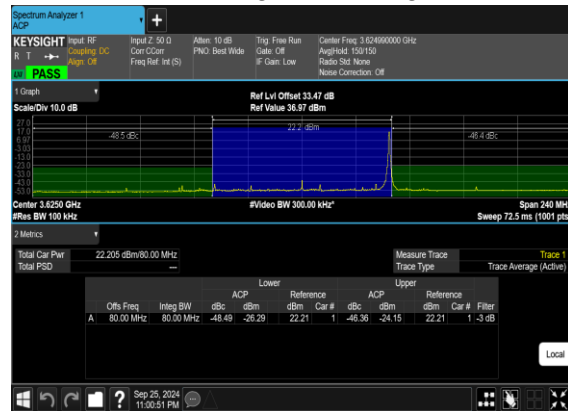 Spectrum Analyzer 1
ACP
KEYSIGHT Input: RF Input Z: 50 Ω Atten: 10 dB Trig: Free Run Center Freq: 3.624990000 GHz
R T Coupling: DC Corr CCorr PNO: Best Wide Gate: Off Avg|Hold: 150/150
Align: Off Freq Ref: Int (S) IF Gain: Low Radio Std: None
LXI PASS Noise Correction: Off
1 Graph
Ref Lvl Offset 33.47 dB
Scale/Div 10.0 dB Ref Value 36.97 dBm
27.0
17.0 -48.5 dBc 22.2 dBm -46.4 dBc
6.97
-3.03
-13.0
-23.0
-33.0
-43.0
-53.0
Center 3.6250 GHz #Video BW 300.00 kHz* Span 240 MH
#Res BW 100 kHz Sweep 72.5 ms (1001 pts
2 Metrics
Total Car Pwr 22.205 dBm/80.00 MHz Measure Trace Trace 1
Total PSD --- Trace Type Trace Average (Active)
Lower Upper
ACP Reference ACP Reference
Offs Freq Integ BW dBc dBm dBm Car # dBc dBm dBm Car # Filter
A 80.00 MHz 80.00 MHz -48.49 -26.29 22.21 1 -46.36 -24.15 22.21 1 -3 dB
Local
? Sep 25, 2024
11:00:51 PM